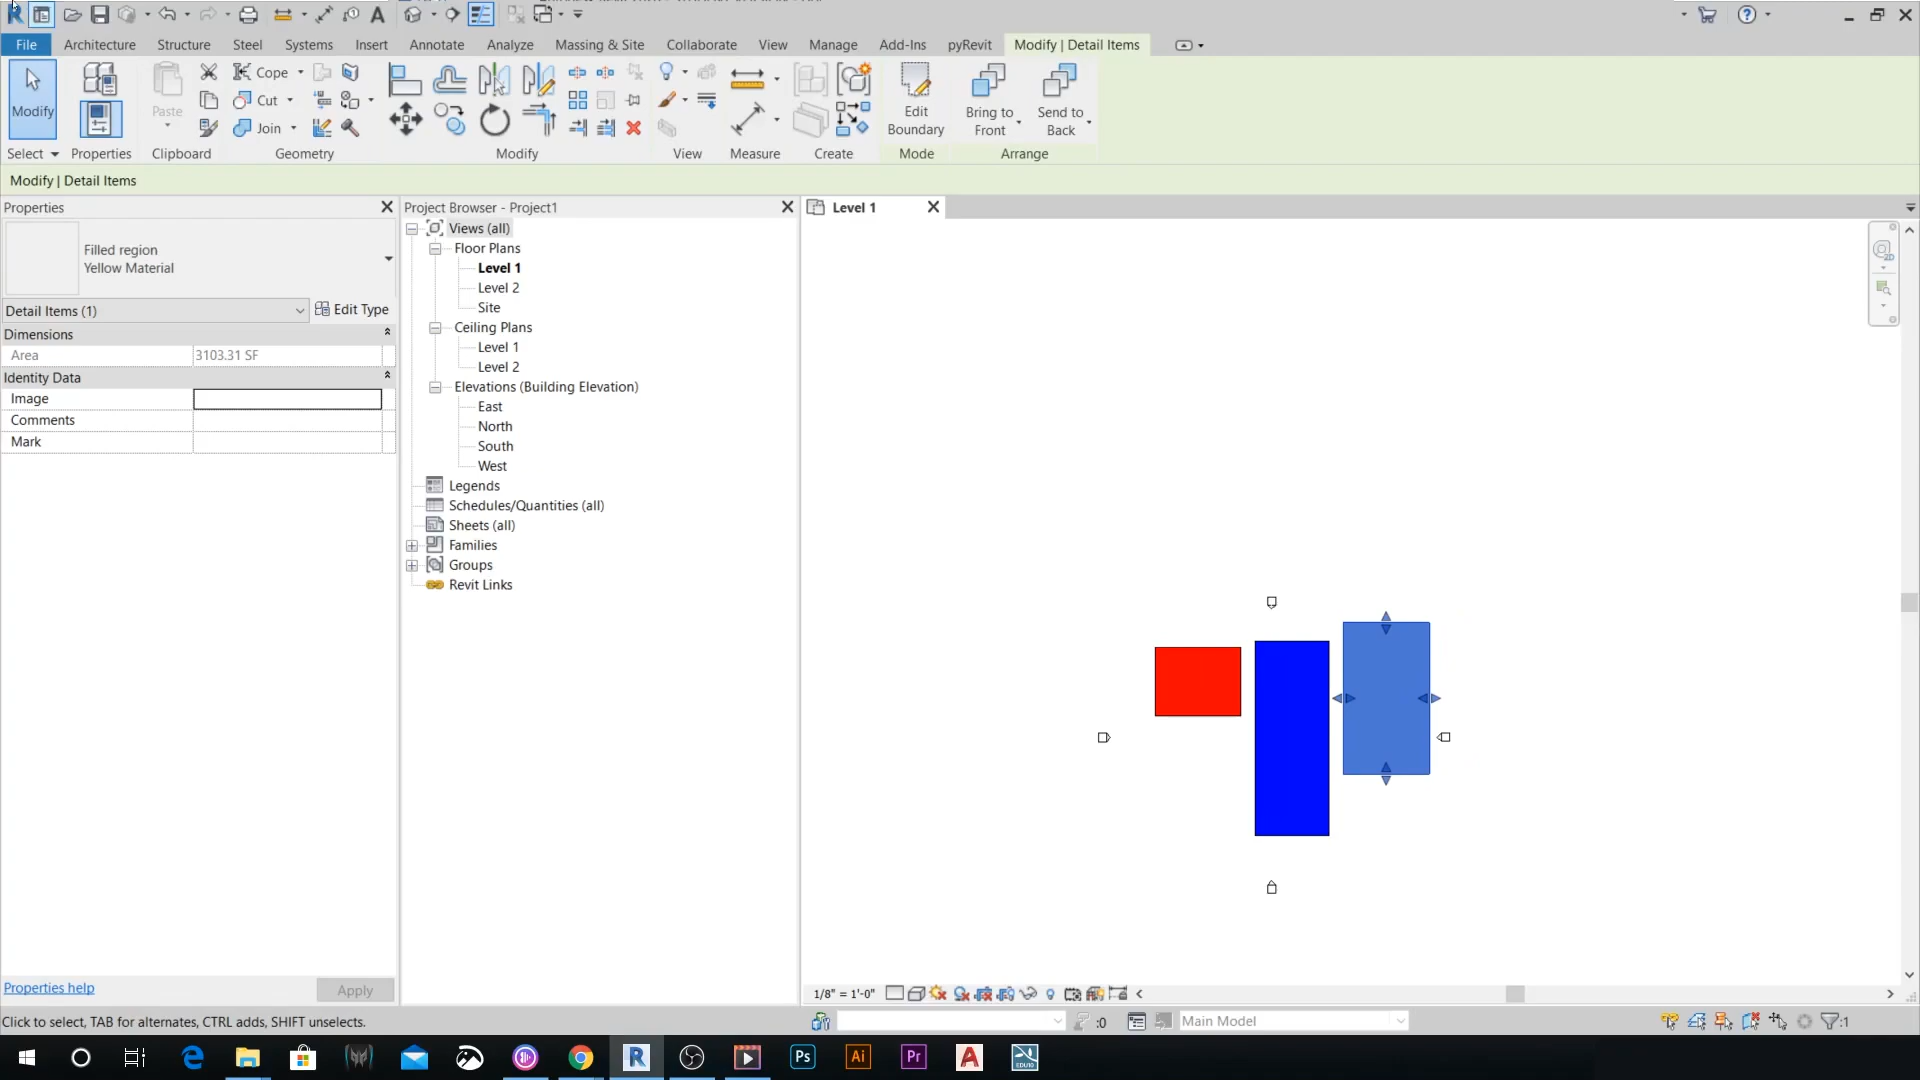 File Architecture Structure Steel Systems Insert Annotate Analyze Massing & Site Collaborate View Manage Add-Ins pyRevit Modify | Detail Items
Cope
Cut
Join
Modify
Paste
Edit
Boundary
Bring to
Front
Send to
Back
Select Properties Clipboard Geometry Modify View Measure Create Mode Arrange
Modify | Detail Items
Properties
Filled region
Yellow Material
Detail Items (1)
Edit Type
Dimensions
Area 3103.31 SF
Identity Data
Image
Comments
Mark
Properties help
Apply
Project Browser - Project1
Views (all)
Floor Plans
Level 1
Level 2
Site
Ceiling Plans
Level 1
Level 2
Elevations (Building Elevation)
East
North
South
West
Legends
Schedules/Quantities (all)
Sheets (all)
Families
Groups
Revit Links
Level 1
2D
1/8" = 1'-0"
Click to select, TAB for alternates, CTRL adds, SHIFT unselects.
:0
Main Model
:1
Ps
Ai
Pr